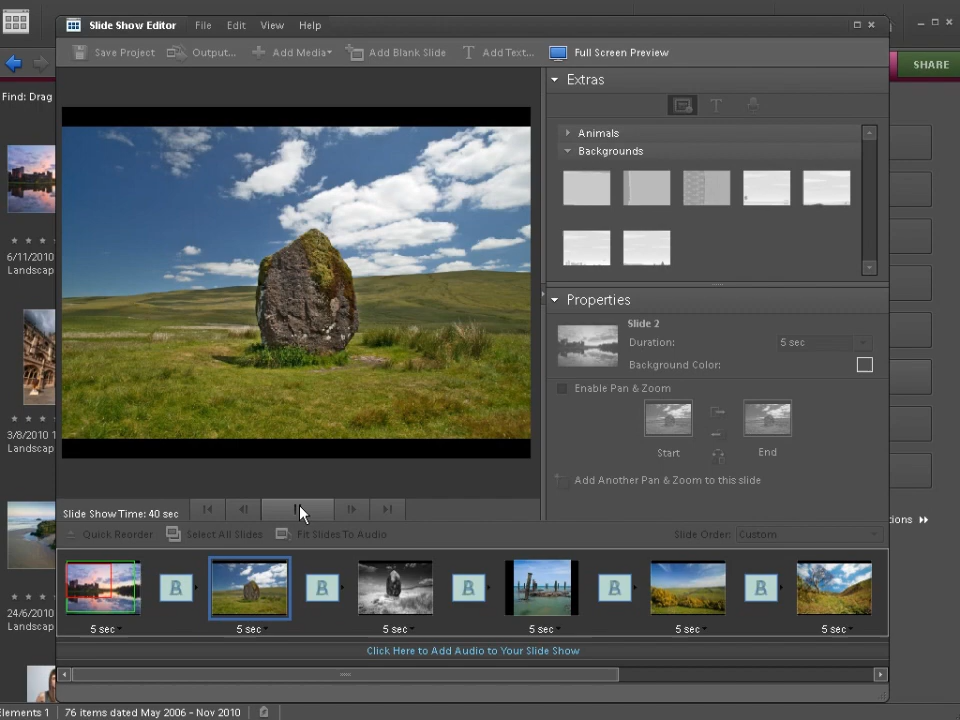 Slide Show Editor File Edit View Help
Save Project Output... Add Media Add Blank Slide Add Text... Full Screen Preview
SHARE
Find: Drag
Extras
Animals
Backgrounds
6/11/2010
Landscap
Properties
Slide 2
Duration: 5 sec
Background Color:
Enable Pan & Zoom
Start End
3/8/2010 1
Landscap
Add Another Pan & Zoom to this slide
Slide Show Time: 40 sec
Quick Reorder Select All Slides Fit Slides To Audio Slide Order: Custom
5 sec 5 sec 5 sec 5 sec 5 sec 5 sec
24/6/2010
Landscap
Click Here to Add Audio to Your Slide Show
Elements 1 76 items dated May 2006 - Nov 2010